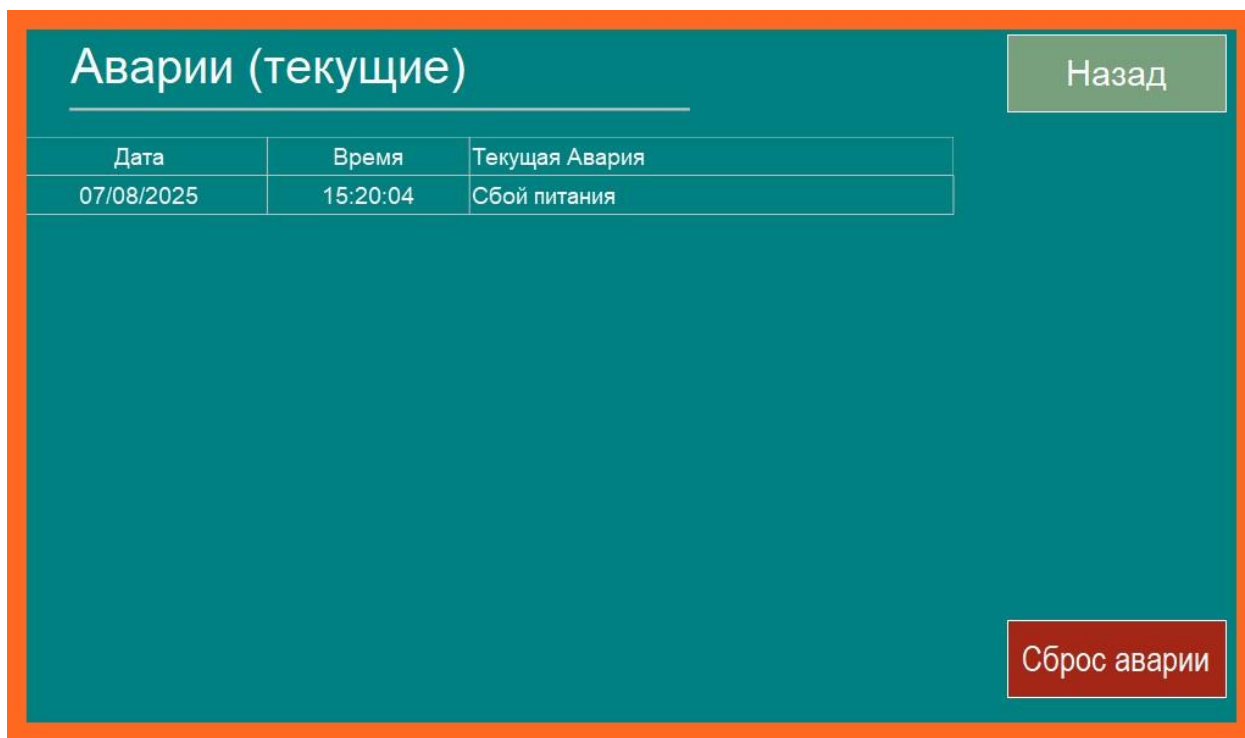 Аварии (текущие)
Назад
Дата Время Текущая Авария
07/08/2025 15:20:04 Сбой питания
Сброс аварии